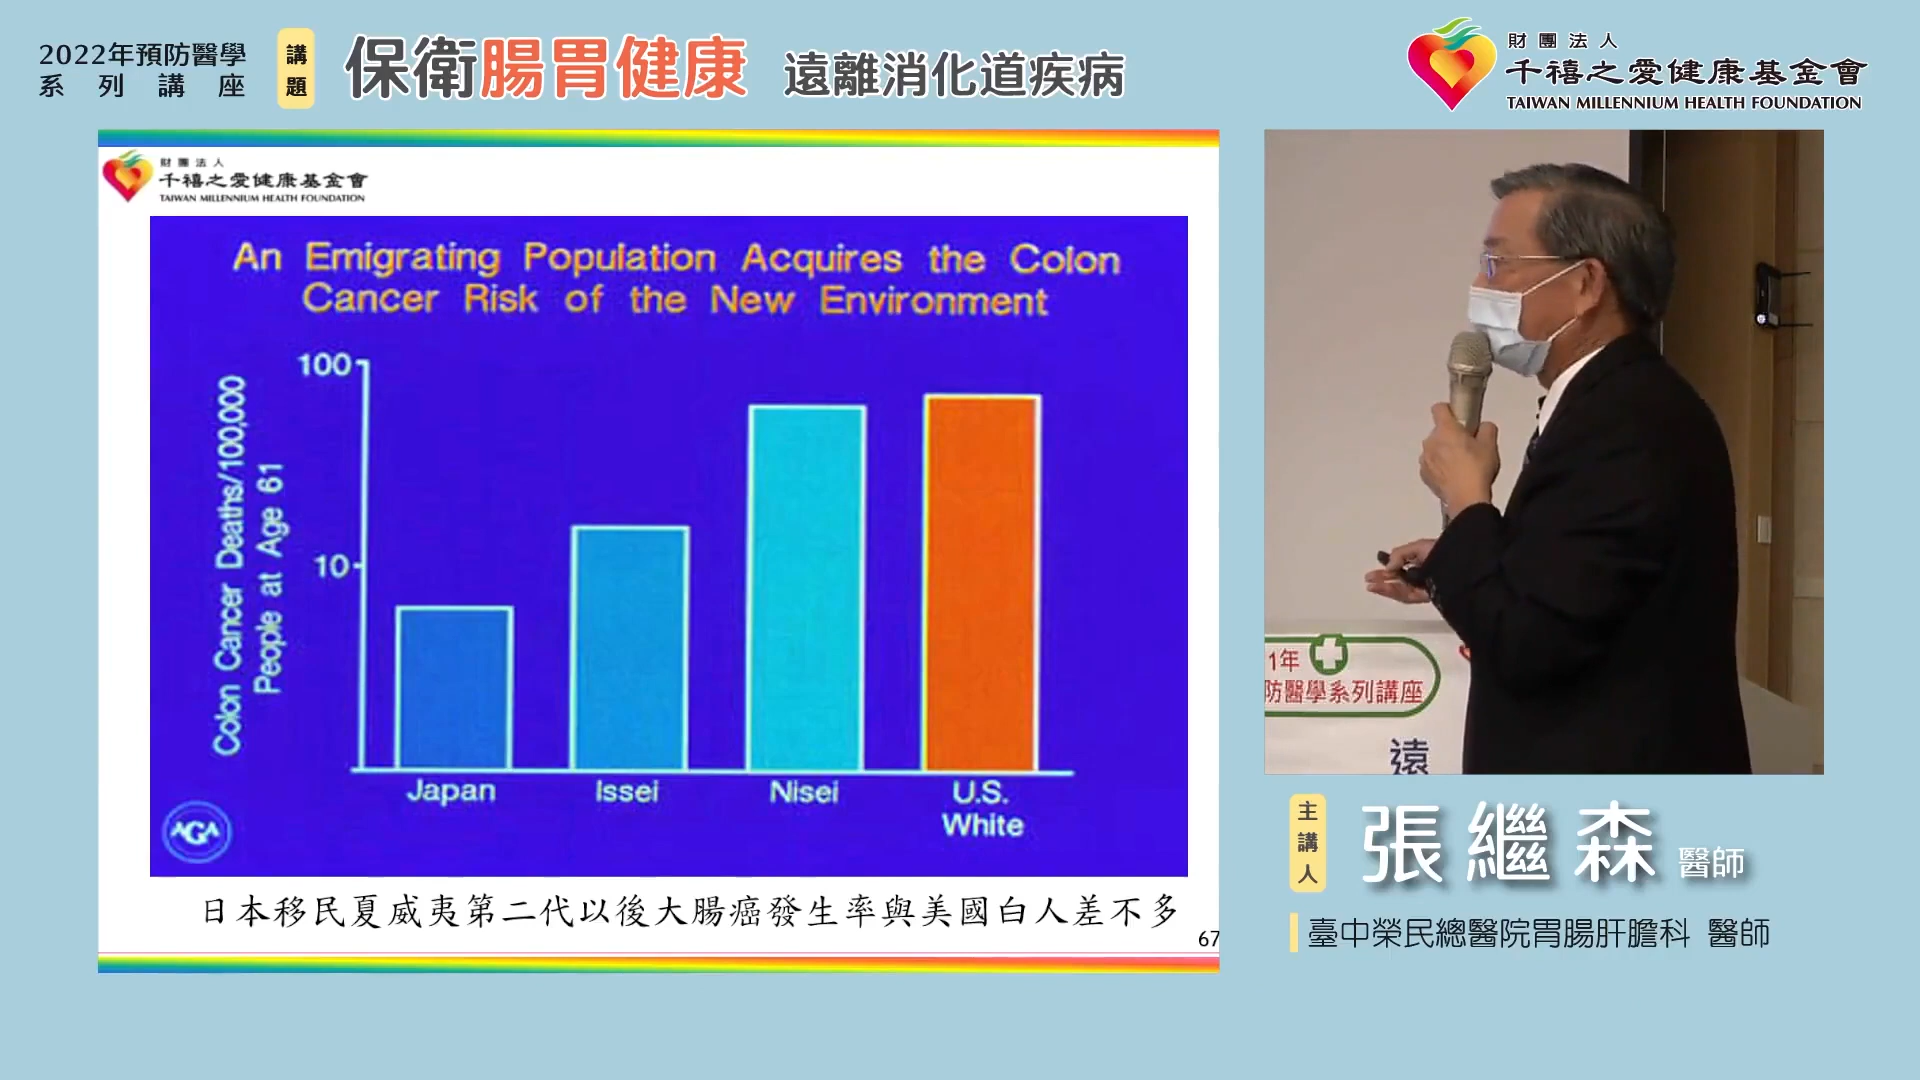 2022年預防醫學
系列講座
講題
保衛腸胃健康 遠離消化道疾病
財團法人
千禧之愛健康基金會
TAIWAN MILLENNIUM HEALTH FOUNDATION
財團法人
千禧之愛健康基金會
TAIWAN MILLENNIUM HEALTH FOUNDATION
An Emigrating Population Acquires the Colon
Cancer Risk of the New Environment
Colon Cancer Deaths/100,000
People at Age 61
100
10
Japan Issei Nisei U.S.
White
AGA
日本移民夏威夷第二代以後大腸癌發生率與美國白人差不多
67
1年
防醫學系列講座
遠
主講人
張繼森 醫師
臺中榮民總醫院胃腸肝膽科 醫師